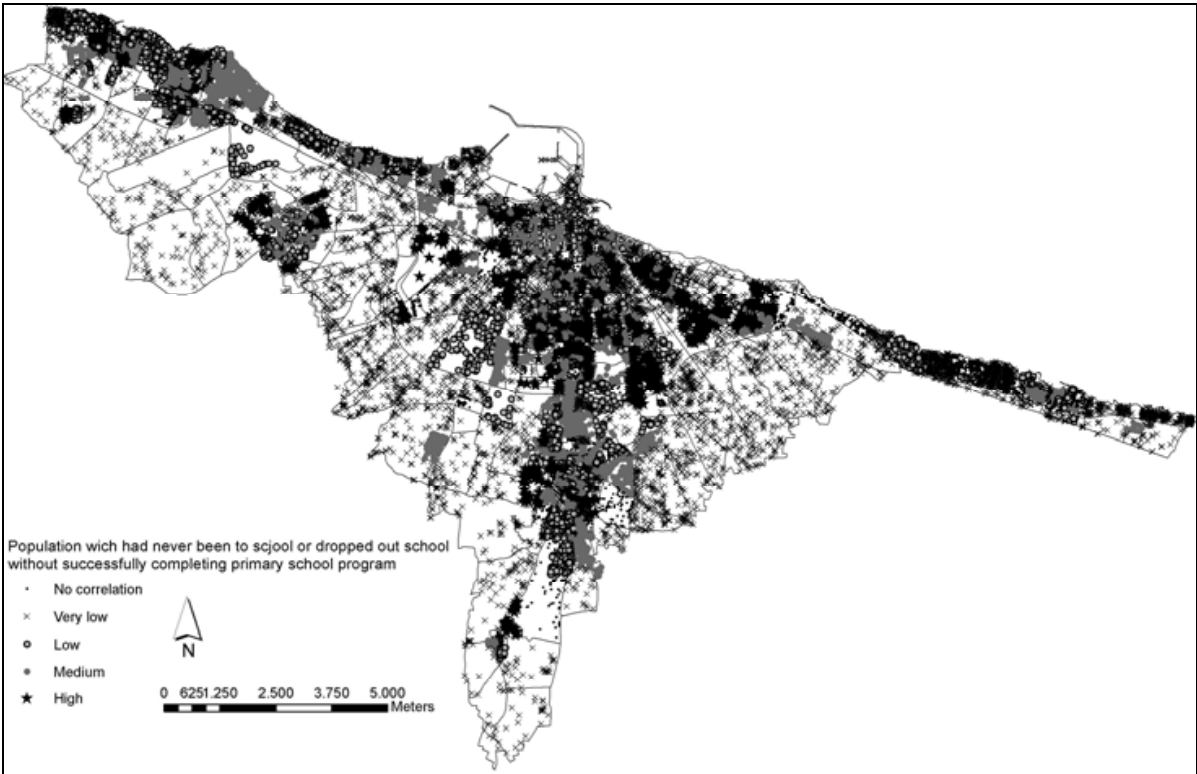 Population wich had never been to scjool or dropped out school
without successfully completing primary school program
No correlation
Very low
Low
Medium
High
N
0 6251.250 2.500 3.750 5.000
Meters